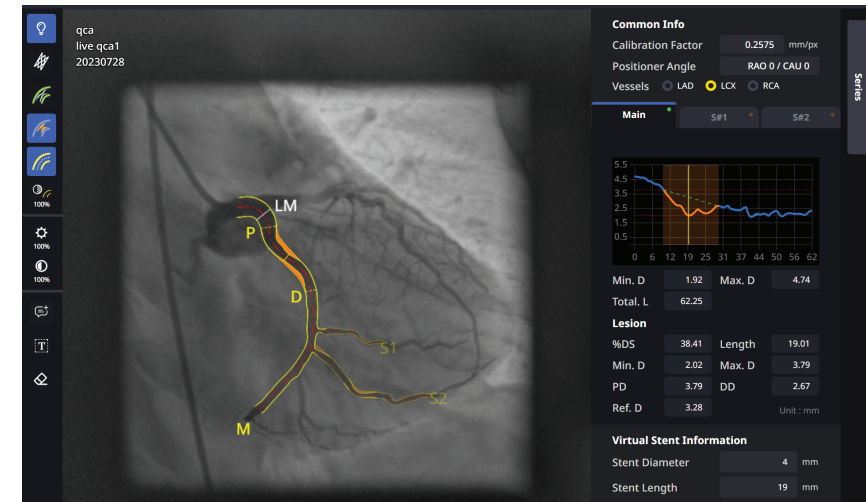 qca
live qca1
20230728
100%
100%
100%
T
LM
P
D
S1
S2
M
Common Info
Calibration Factor 0.2575 mm/px
Positioner Angle RAO 0 / CAU 0
Vessels LAD LCX RCA
Main S#1 S#2
5.5
4.5
3.5
2.5
1.5
0.5
0 6 12 19 25 31 37 44 50 56 62
Min. D 1.92 Max. D 4.74
Total. L 62.25
Lesion
%DS 38.41 Length 19.01
Min. D 2.02 Max. D 3.79
PD 3.79 DD 2.67
Ref. D 3.28 Unit : mm
Virtual Stent Information
Stent Diameter 4 mm
Stent Length 19 mm
Series